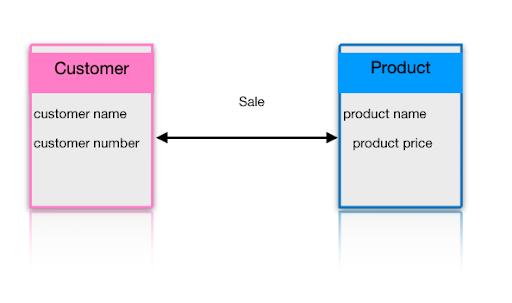 Customer
customer name
customer number
Sale
Product
product name
product price